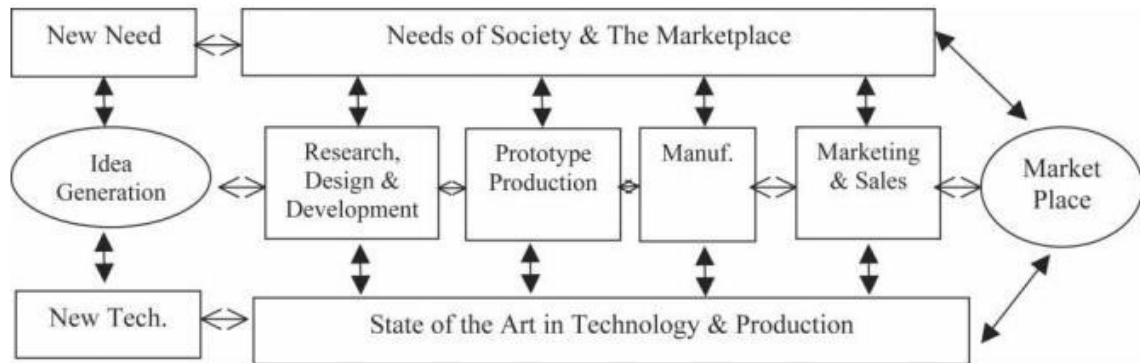 New Need
Needs of Society & The Marketplace
Idea
Generation
Research,
Design &
Development
Prototype
Production
Manuf.
Marketing
& Sales
Market
Place
New Tech.
State of the Art in Technology & Production